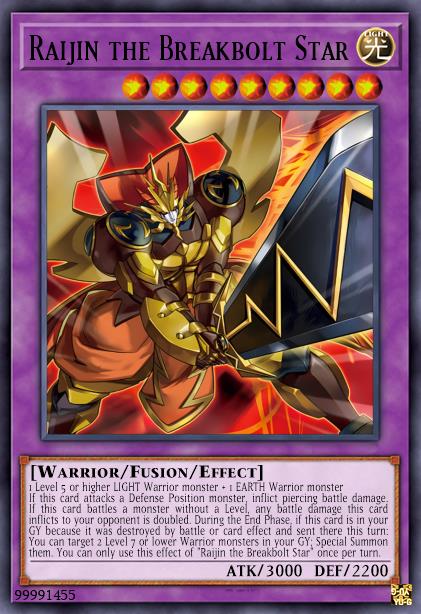 Raijin the Breakbolt Star
LIGHT
光
[Warrior/Fusion/Effect]
1 Level 5 or higher LIGHT Warrior monster + 1 EARTH Warrior monster
If this card attacks a Defense Position monster, inflict piercing battle damage.
If this card battles a monster without a Level, any battle damage this card
inflicts to your opponent is doubled. During the End Phase, if this card is in your
GY because it was destroyed by battle or card effect and sent there this turn:
You can target 2 Level 7 or lower Warrior monsters in your GY; Special Summon
them. You can only use this effect of "Raijin the Breakbolt Star" once per turn.
ATK/3000 DEF/2200
99991455